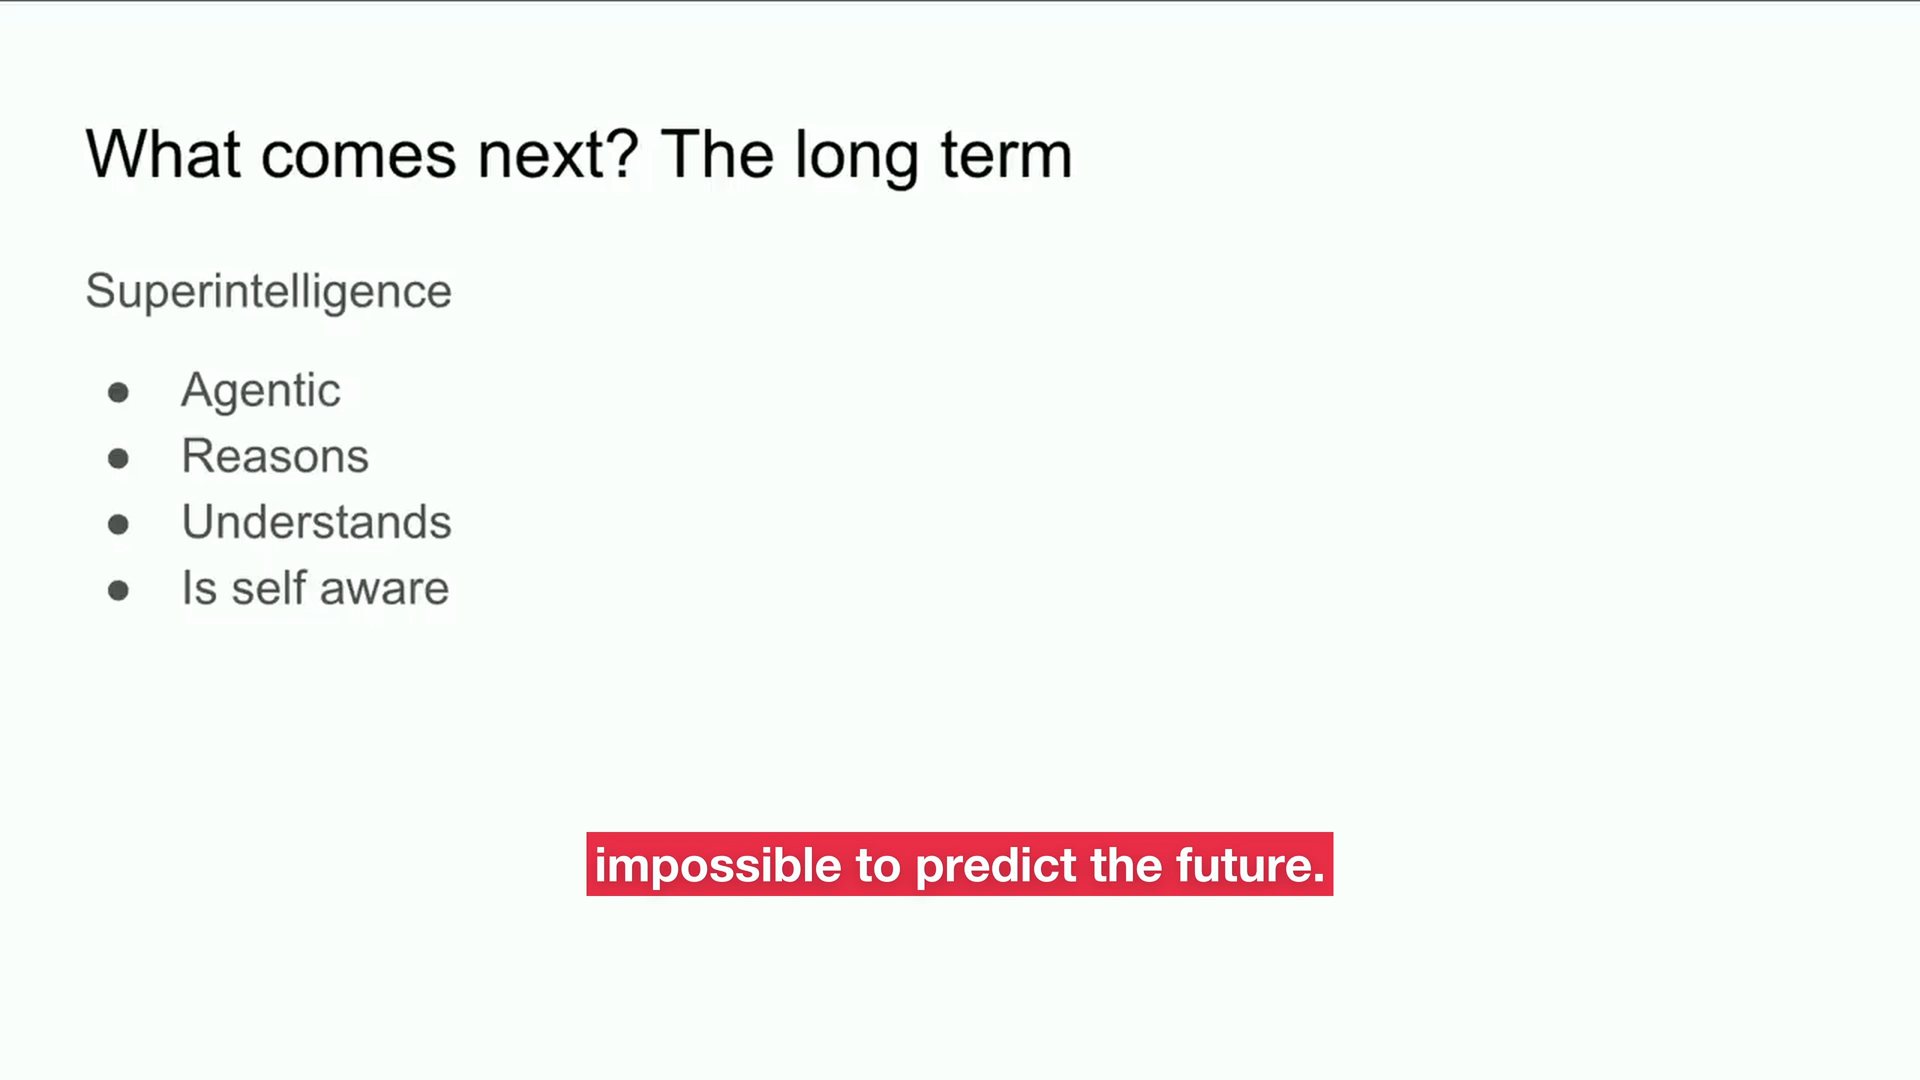 What comes next? The long term
Superintelligence
● Agentic
● Reasons
● Understands
● Is self aware
impossible to predict the future.